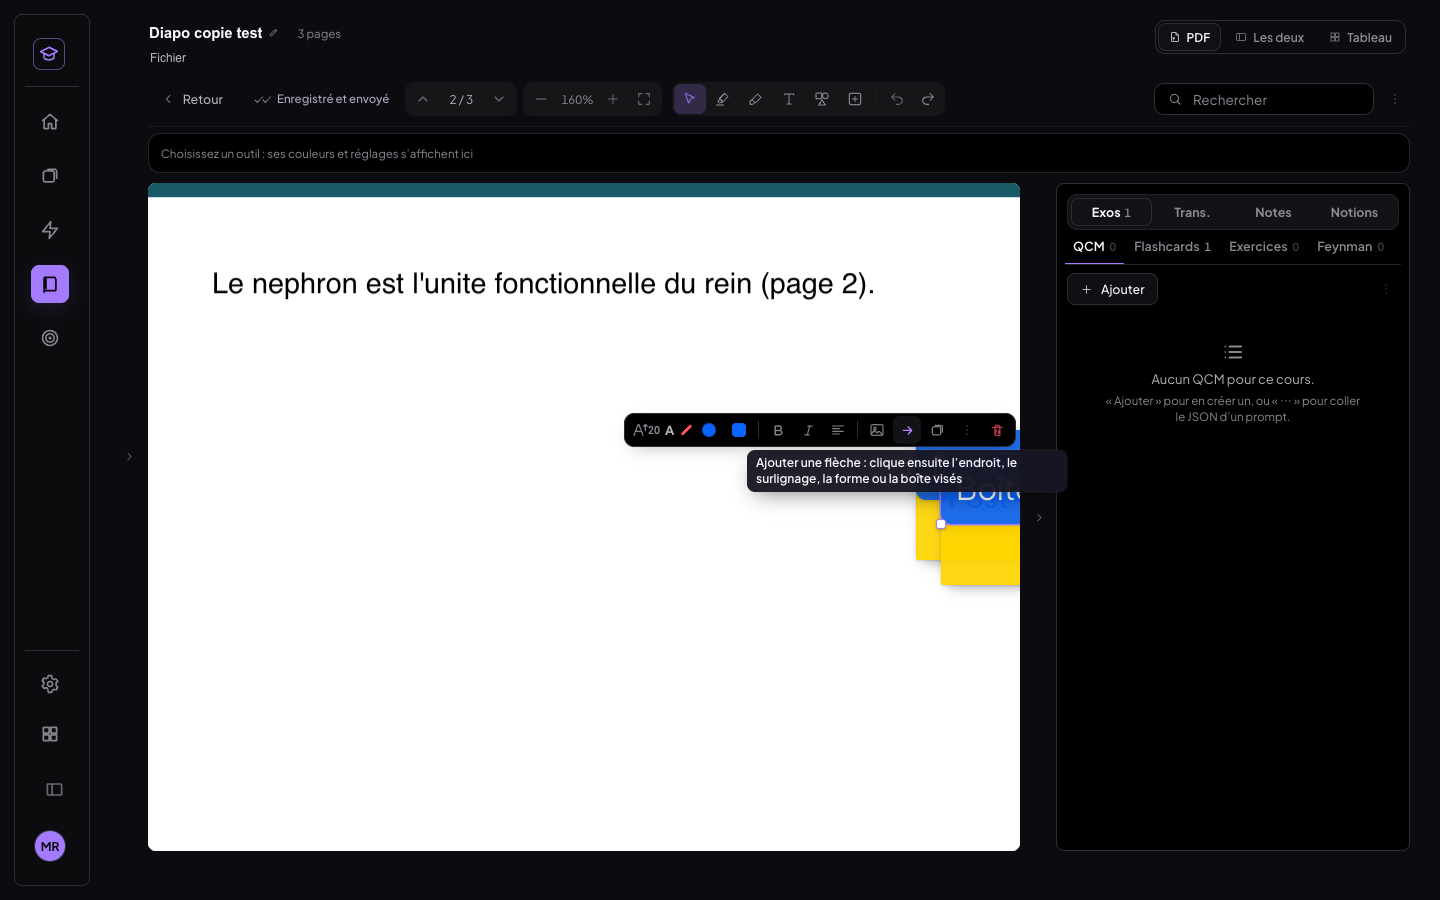 Diapo copie test
3 pages
Fichier
PDF
Les deux
Tableau
Retour
Enregistré et envoyé
2 / 3
160%
Rechercher
Choisissez un outil : ses couleurs et réglages s'affichent ici
Le nephron est l'unite fonctionnelle du rein (page 2).
20 A
B I
Ajouter une flèche : clique ensuite l'endroit, le
surlignage, la forme ou la boîte visés
Exos 1
Trans.
Notes
Notions
QCM 0
Flashcards 1
Exercices 0
Feynman 0
Ajouter
Aucun QCM pour ce cours.
« Ajouter » pour en créer un, ou « ··· » pour coller
le JSON d'un prompt.
MR